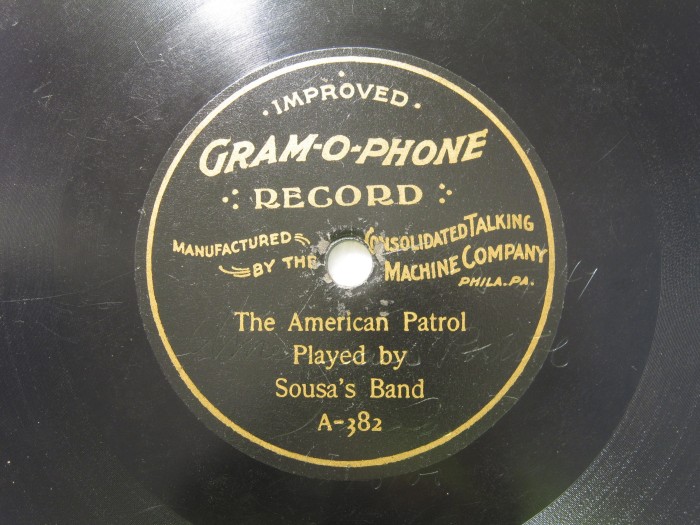 ·IMPROVED·
GRAM-O-PHONE
RECORD
MANUFACTURED
BY THE
CONSOLIDATED TALKING
MACHINE COMPANY
PHILA. PA.
The American Patrol
Played by
Sousa's Band
A-382